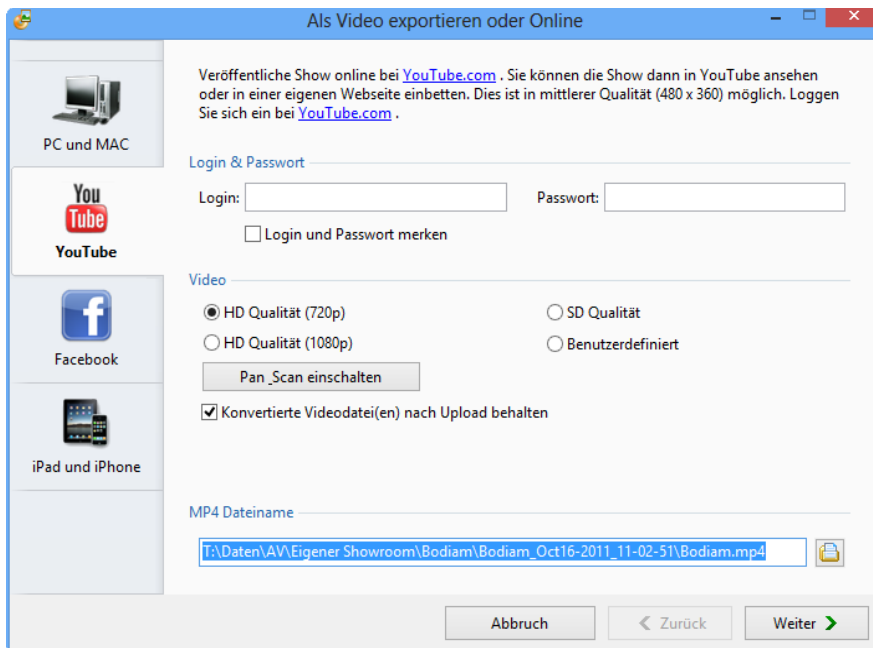 Als Video exportieren oder Online
PC und MAC
You
Tube
YouTube
Facebook
iPad und iPhone
Veröffentliche Show online bei YouTube.com . Sie können die Show dann in YouTube ansehen
oder in einer eigenen Webseite einbetten. Dies ist in mittlerer Qualität (480 x 360) möglich. Loggen
Sie sich ein bei YouTube.com .
Login & Passwort
Login: Passwort:
Login und Passwort merken
Video
HD Qualität (720p) SD Qualität
HD Qualität (1080p) Benutzerdefiniert
Pan _Scan einschalten
Konvertierte Videodatei(en) nach Upload behalten
MP4 Dateiname
T:\Daten\AV\Eigener Showroom\Bodiam\Bodiam_Oct16-2011_11-02-51\Bodiam.mp4
Abbruch Zurück Weiter